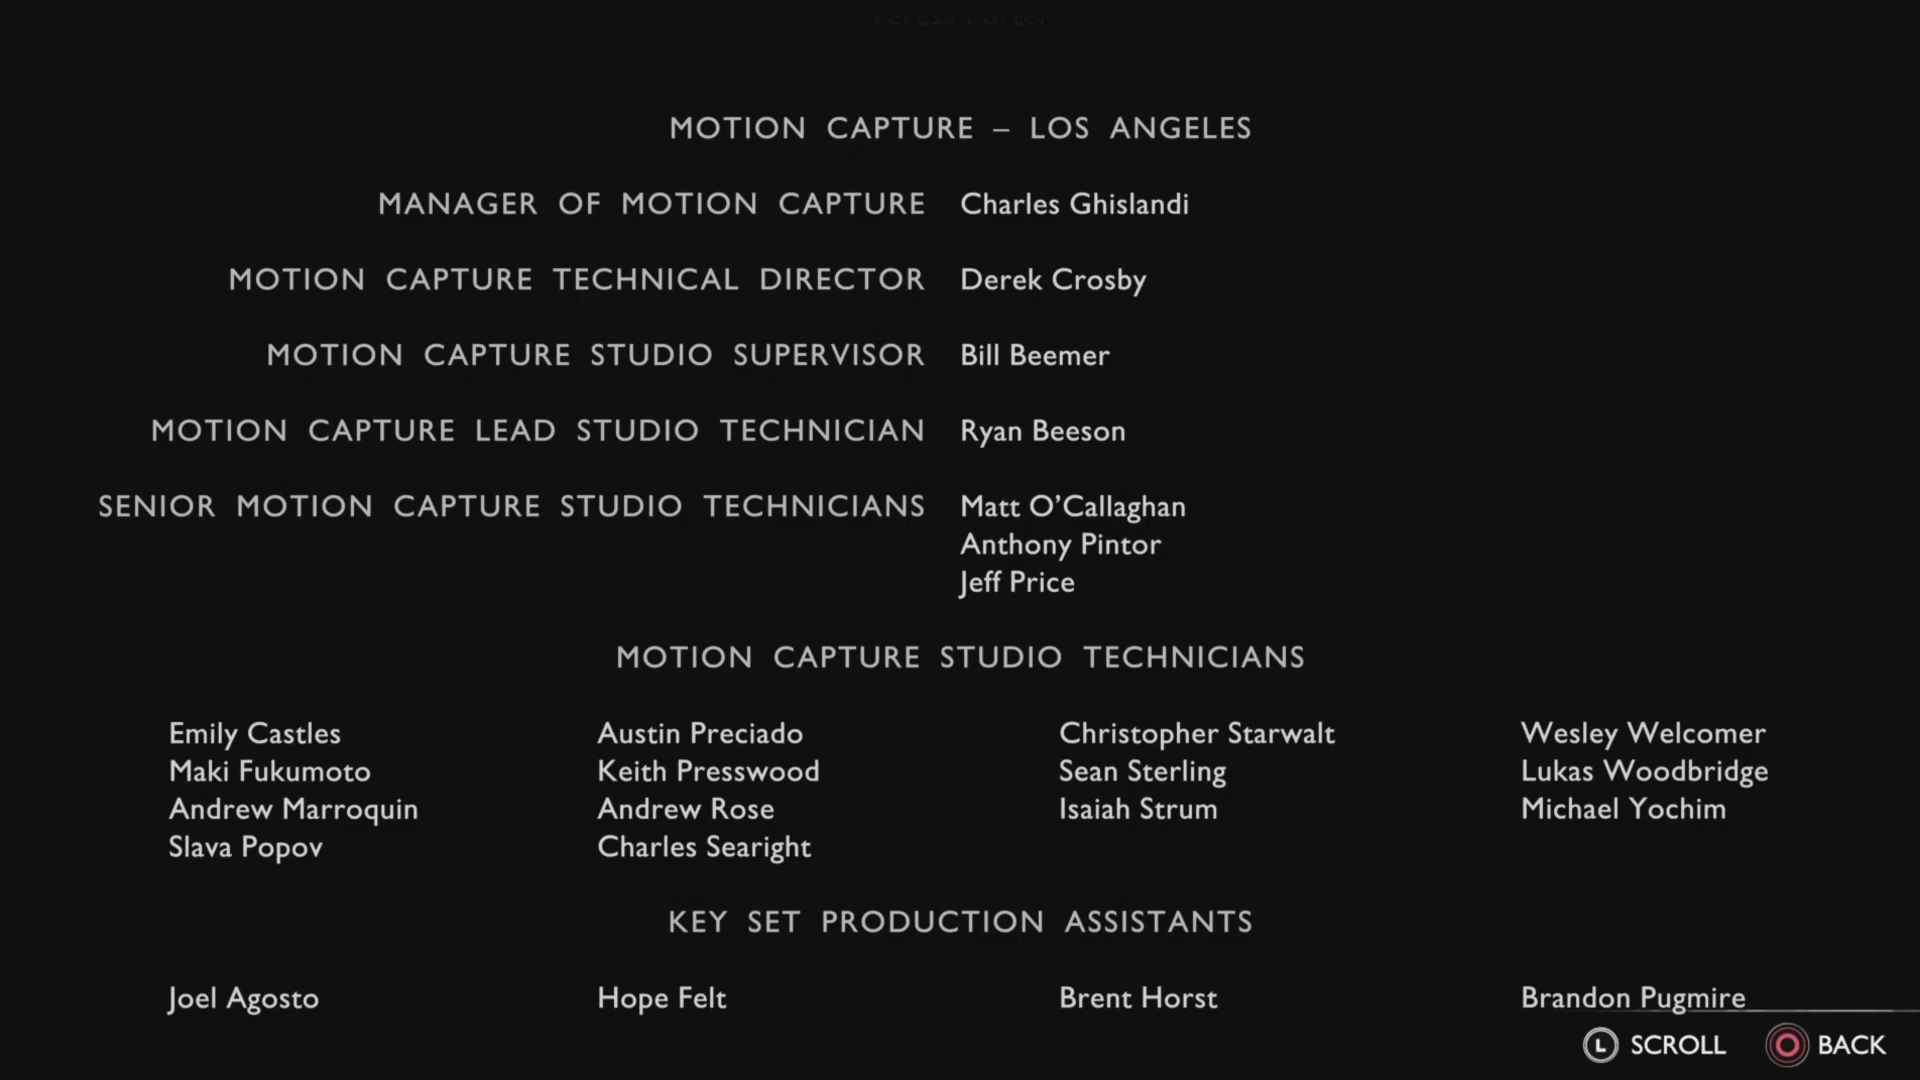 Teresa Porter
MOTION CAPTURE – LOS ANGELES
MANAGER OF MOTION CAPTURE Charles Ghislandi
MOTION CAPTURE TECHNICAL DIRECTOR Derek Crosby
MOTION CAPTURE STUDIO SUPERVISOR Bill Beemer
MOTION CAPTURE LEAD STUDIO TECHNICIAN Ryan Beeson
SENIOR MOTION CAPTURE STUDIO TECHNICIANS Matt O’Callaghan
Anthony Pintor
Jeff Price
MOTION CAPTURE STUDIO TECHNICIANS
Emily Castles Austin Preciado Christopher Starwalt Wesley Welcomer
Maki Fukumoto Keith Presswood Sean Sterling Lukas Woodbridge
Andrew Marroquin Andrew Rose Isaiah Strum Michael Yochim
Slava Popov Charles Searight
KEY SET PRODUCTION ASSISTANTS
Joel Agosto Hope Felt Brent Horst Brandon Pugmire
L SCROLL BACK